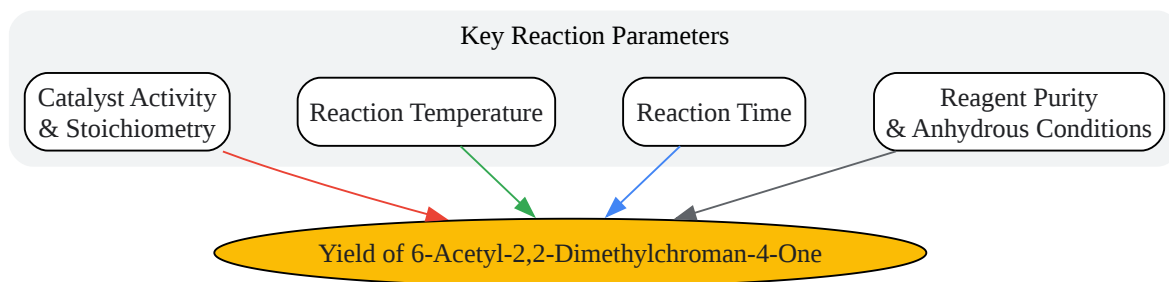 Key Reaction Parameters
Catalyst Activity
& Stoichiometry
Reaction Temperature
Reaction Time
Reagent Purity
& Anhydrous Conditions
Yield of 6-Acetyl-2,2-Dimethylchroman-4-One